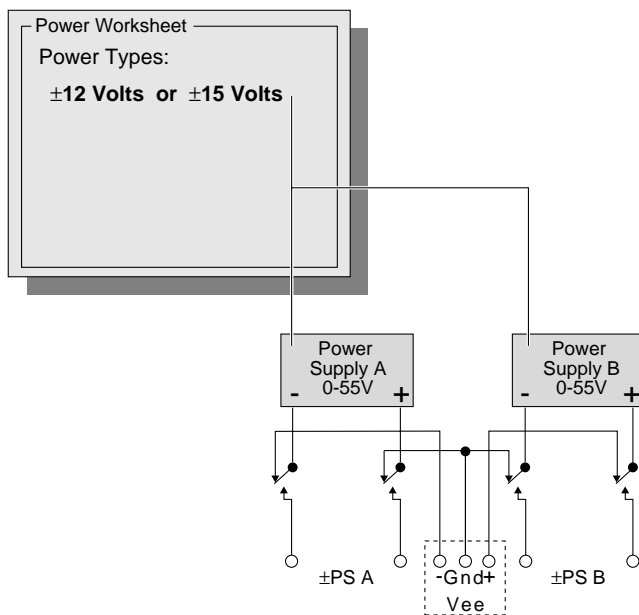 Power Worksheet
Power Types:
±12 Volts or ±15 Volts
Power
Supply A
0-55V
- +
Power
Supply B
0-55V
- +
±PS A
-Gnd+
±PS B
Vee